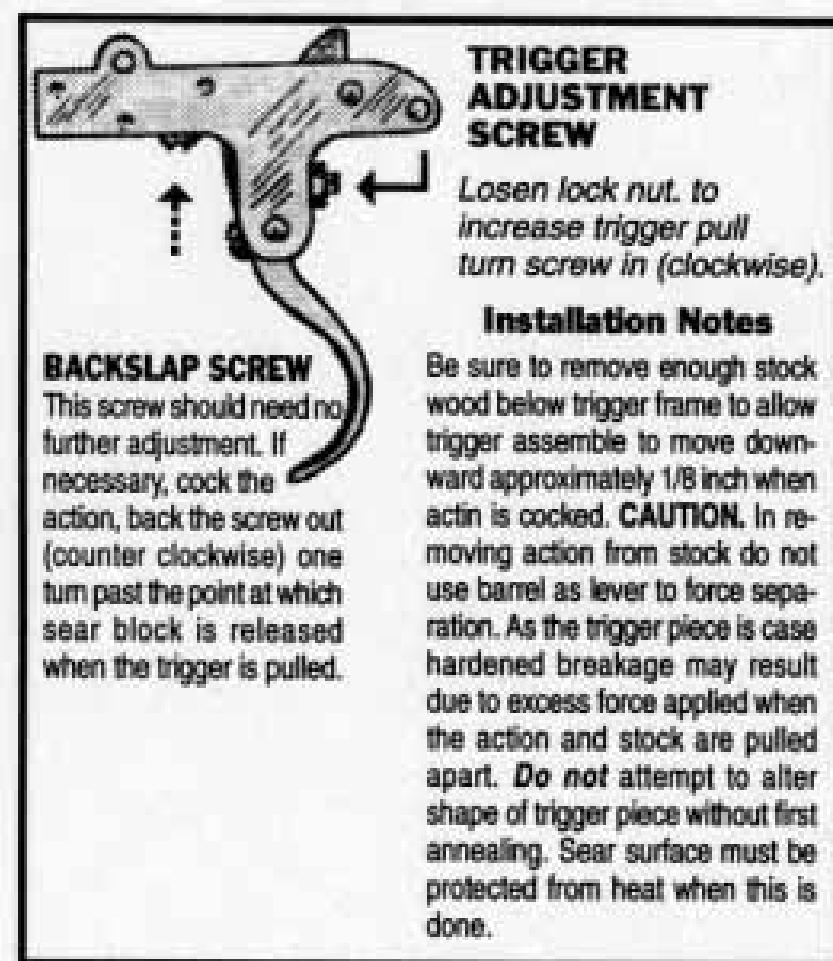 TRIGGER
ADJUSTMENT
SCREW
Losen lock nut. to
increase trigger pull
turn screw in (clockwise).
BACKSLAP SCREW
This screw should need no
further adjustment. If
necessary, cock the
action, back the screw out
(counter clockwise) one
turn past the point at which
sear block is released
when the trigger is pulled.
Installation Notes
Be sure to remove enough stock
wood below trigger frame to allow
trigger assemble to move down-
ward approximately 1/8 inch when
actin is cocked. CAUTION. In re-
moving action from stock do not
use barrel as lever to force sepa-
ration. As the trigger piece is case
hardened breakage may result
due to excess force applied when
the action and stock are pulled
apart. Do not attempt to alter
shape of trigger piece without first
annealing. Sear surface must be
protected from heat when this is
done.